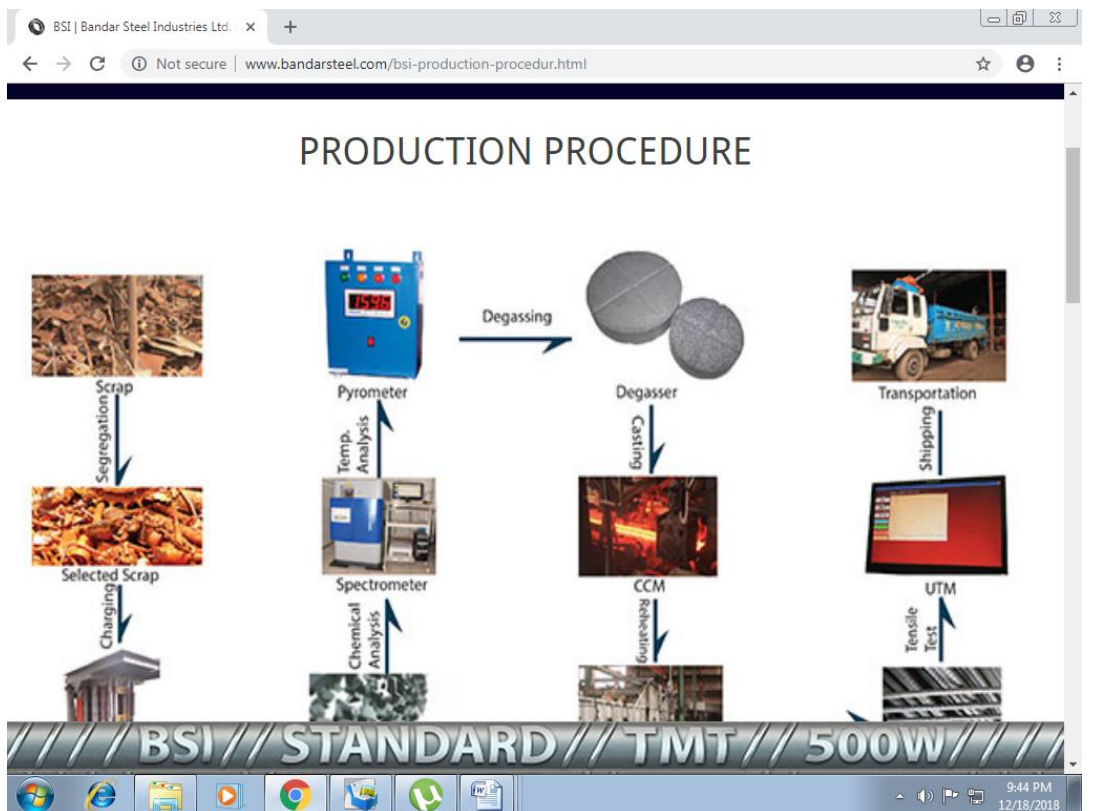 BSI | Bandar Steel Industries Ltd.
Not secure | www.bandarsteel.com/bsi-production-procedur.html
PRODUCTION PROCEDURE
Scrap
Segregation
Selected Scrap
Charging
Pyrometer
Temp. Analysis
Spectrometer
Chemical Analysis
1596
Degassing
Degasser
Casting
CCM
Reheating
Transportation
Shipping
UTM
Tensile Test
BSI // STANDARD // TMT // 500W
9:44 PM
12/18/2018